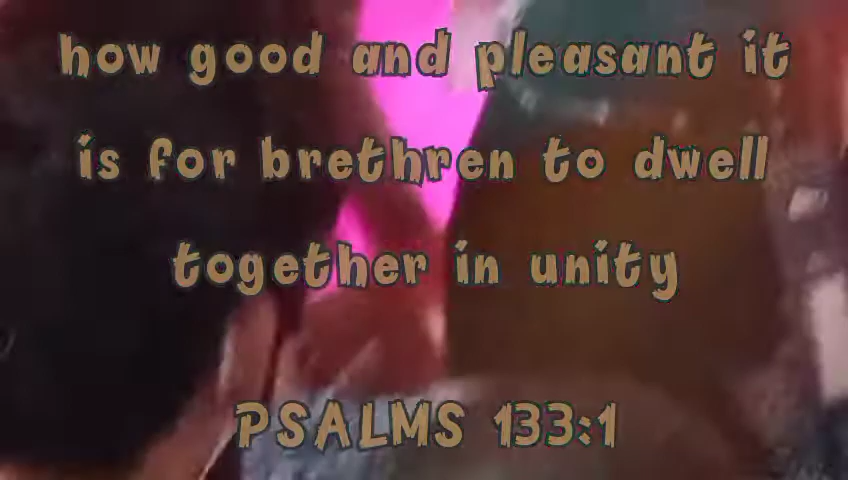 how good and pleasant it
is for brethren to dwell
together in unity
PSALMS 133:1